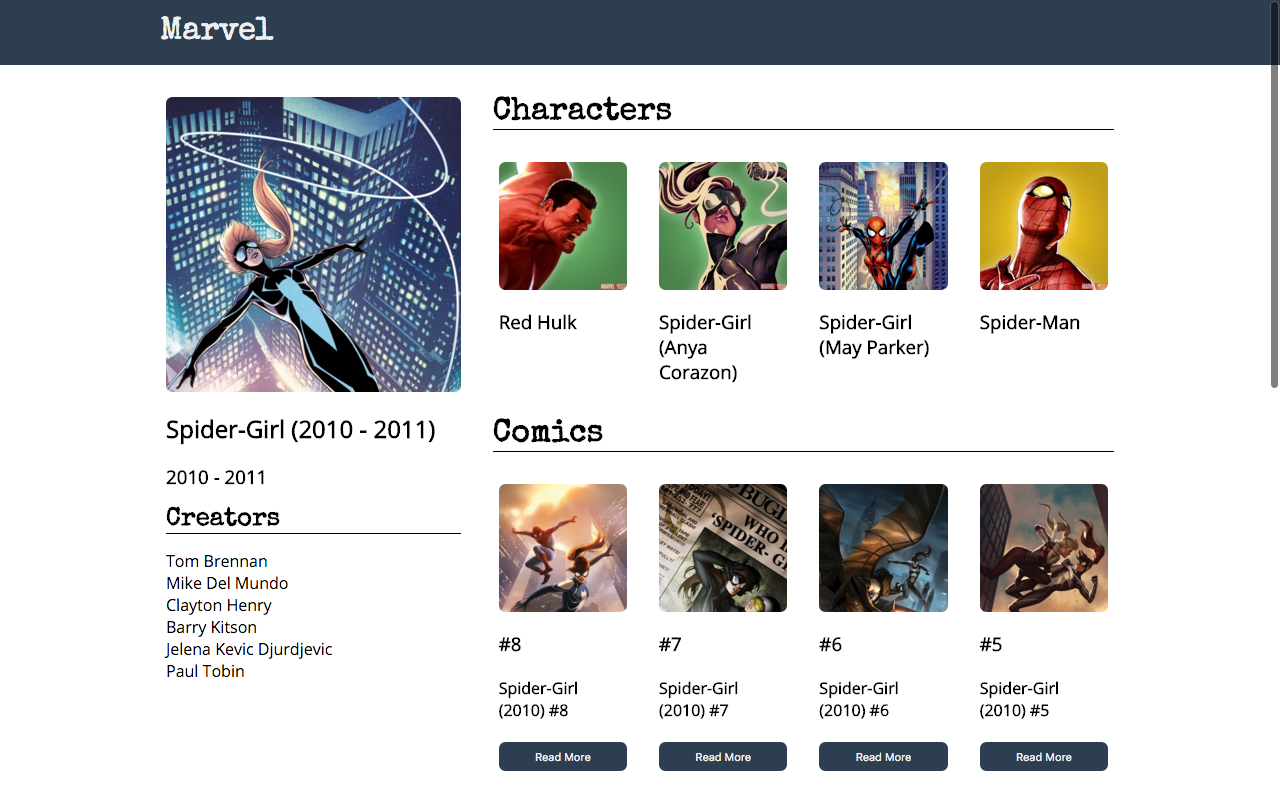 Marvel
Spider-Girl (2010 - 2011)
2010 - 2011
Creators
Tom Brennan
Mike Del Mundo
Clayton Henry
Barry Kitson
Jelena Kevic Djurdjevic
Paul Tobin
Characters
Red Hulk
Spider-Girl
(Anya
Corazon)
Spider-Girl
(May Parker)
Spider-Man
Comics
BUGL
WHO I
'SPIDER- G
#8
Spider-Girl
(2010) #8
Read More
#7
Spider-Girl
(2010) #7
Read More
#6
Spider-Girl
(2010) #6
Read More
#5
Spider-Girl
(2010) #5
Read More